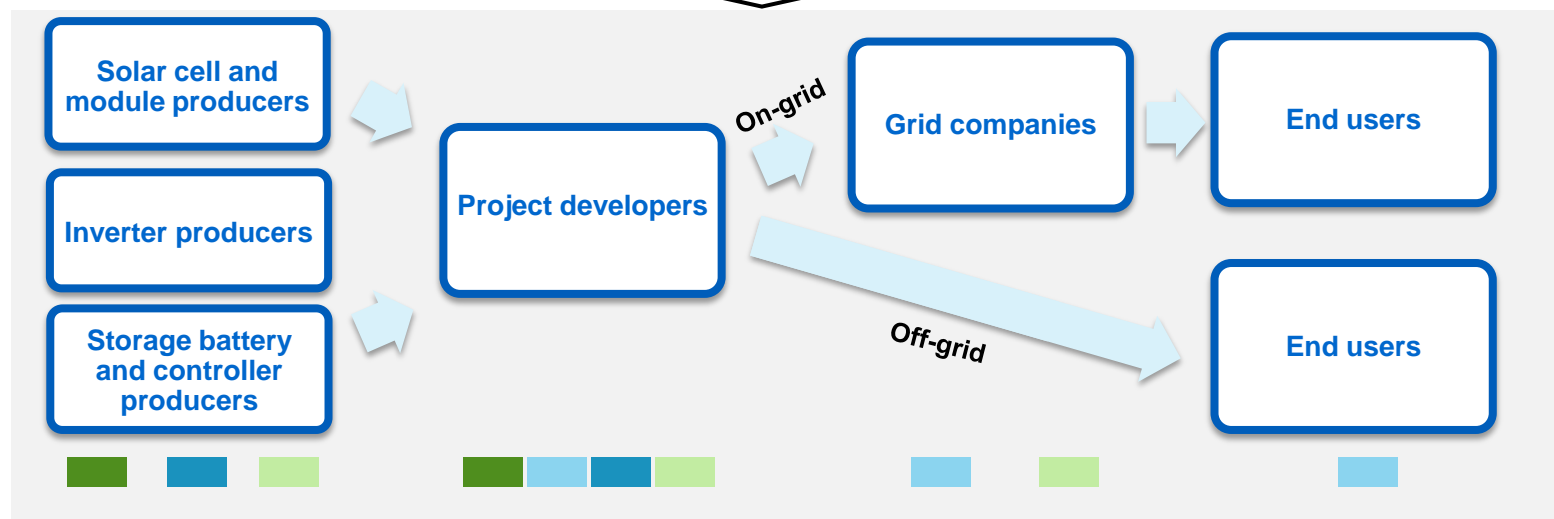 Solar cell and
module producers
Inverter producers
Storage battery
and controller
producers
Project developers
On-grid
Off-grid
Grid companies
End users
End users